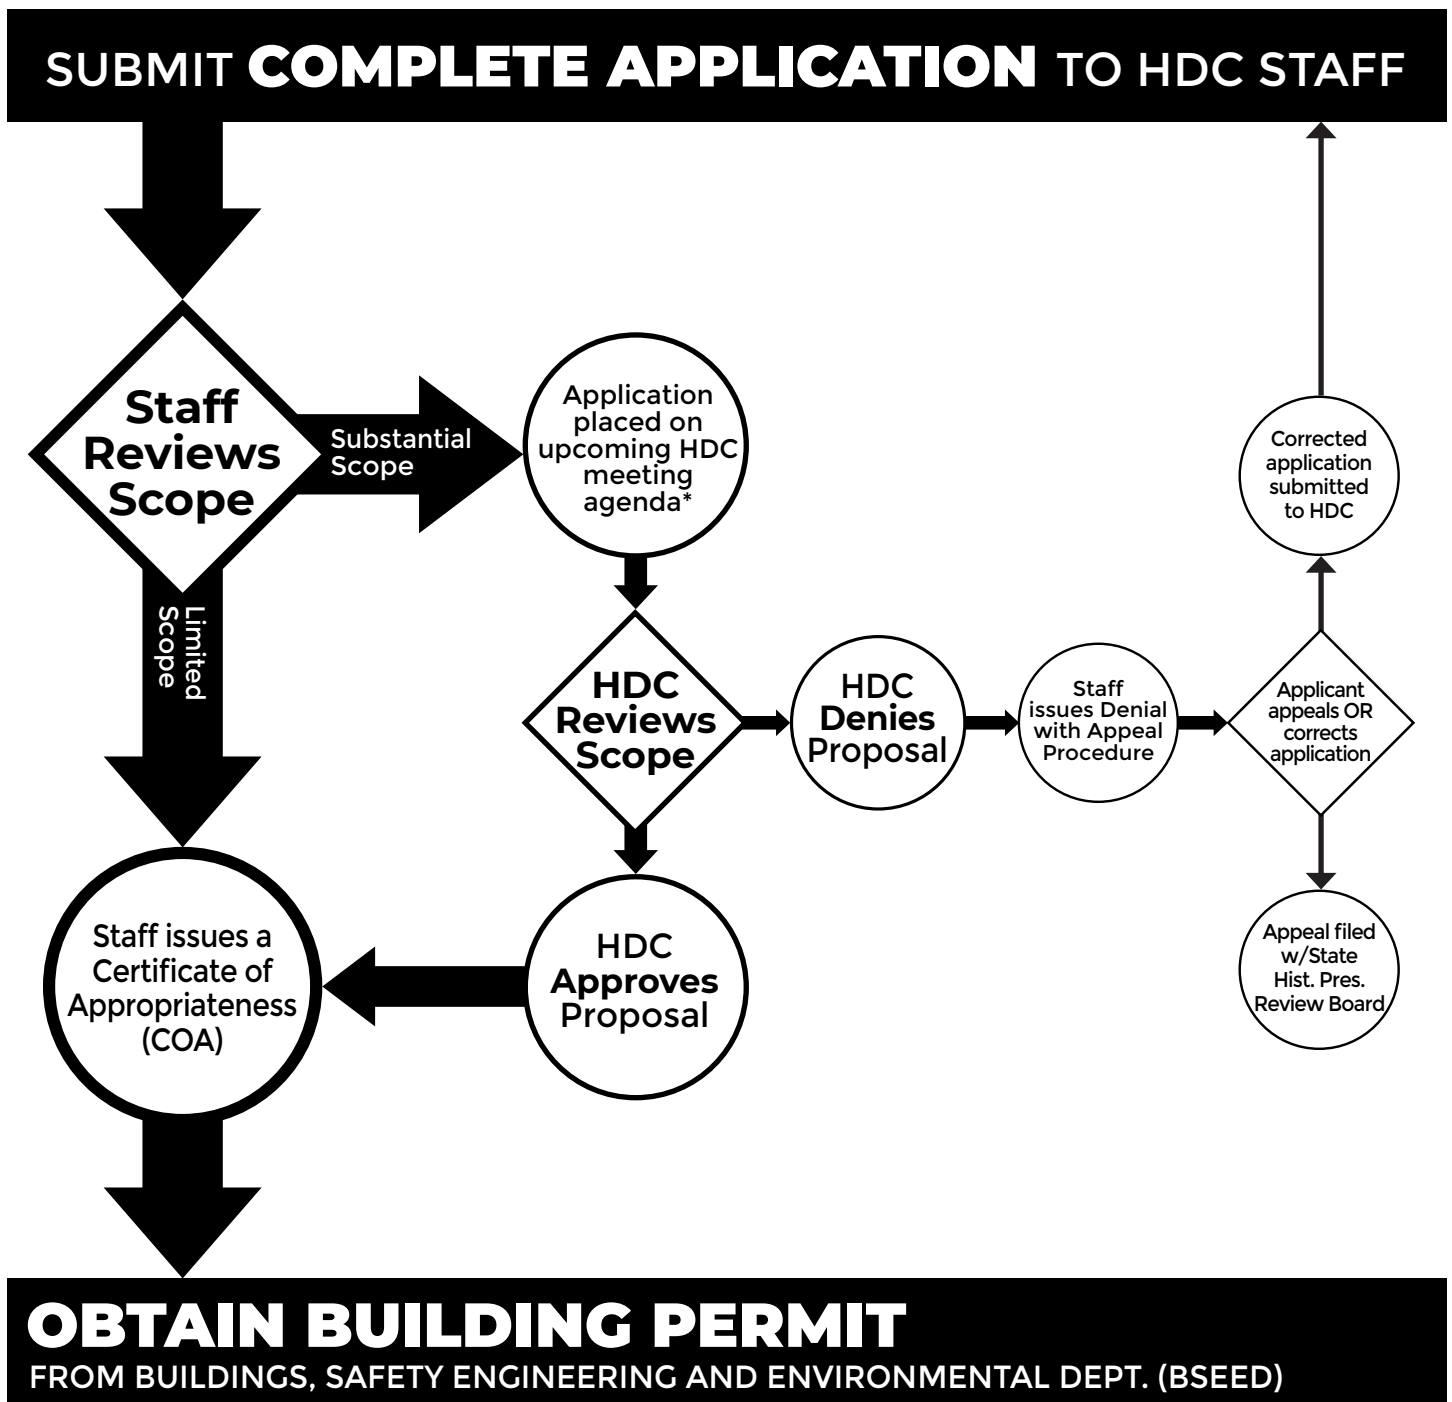 SUBMIT COMPLETE APPLICATION TO HDC STAFF
Staff
Reviews
Scope
Substantial
Scope
Application
placed on
upcoming HDC
meeting
agenda*
Limited
Scope
HDC
Reviews
Scope
HDC
Denies
Proposal
Staff
issues Denial
with Appeal
Procedure
Applicant
appeals OR
corrects
application
Corrected
application
submitted
to HDC
Appeal filed
w/State
Hist. Pres.
Review Board
HDC
Approves
Proposal
Staff issues a
Certificate of
Appropriateness
(COA)
OBTAIN BUILDING PERMIT
FROM BUILDINGS, SAFETY ENGINEERING AND ENVIRONMENTAL DEPT. (BSEED)